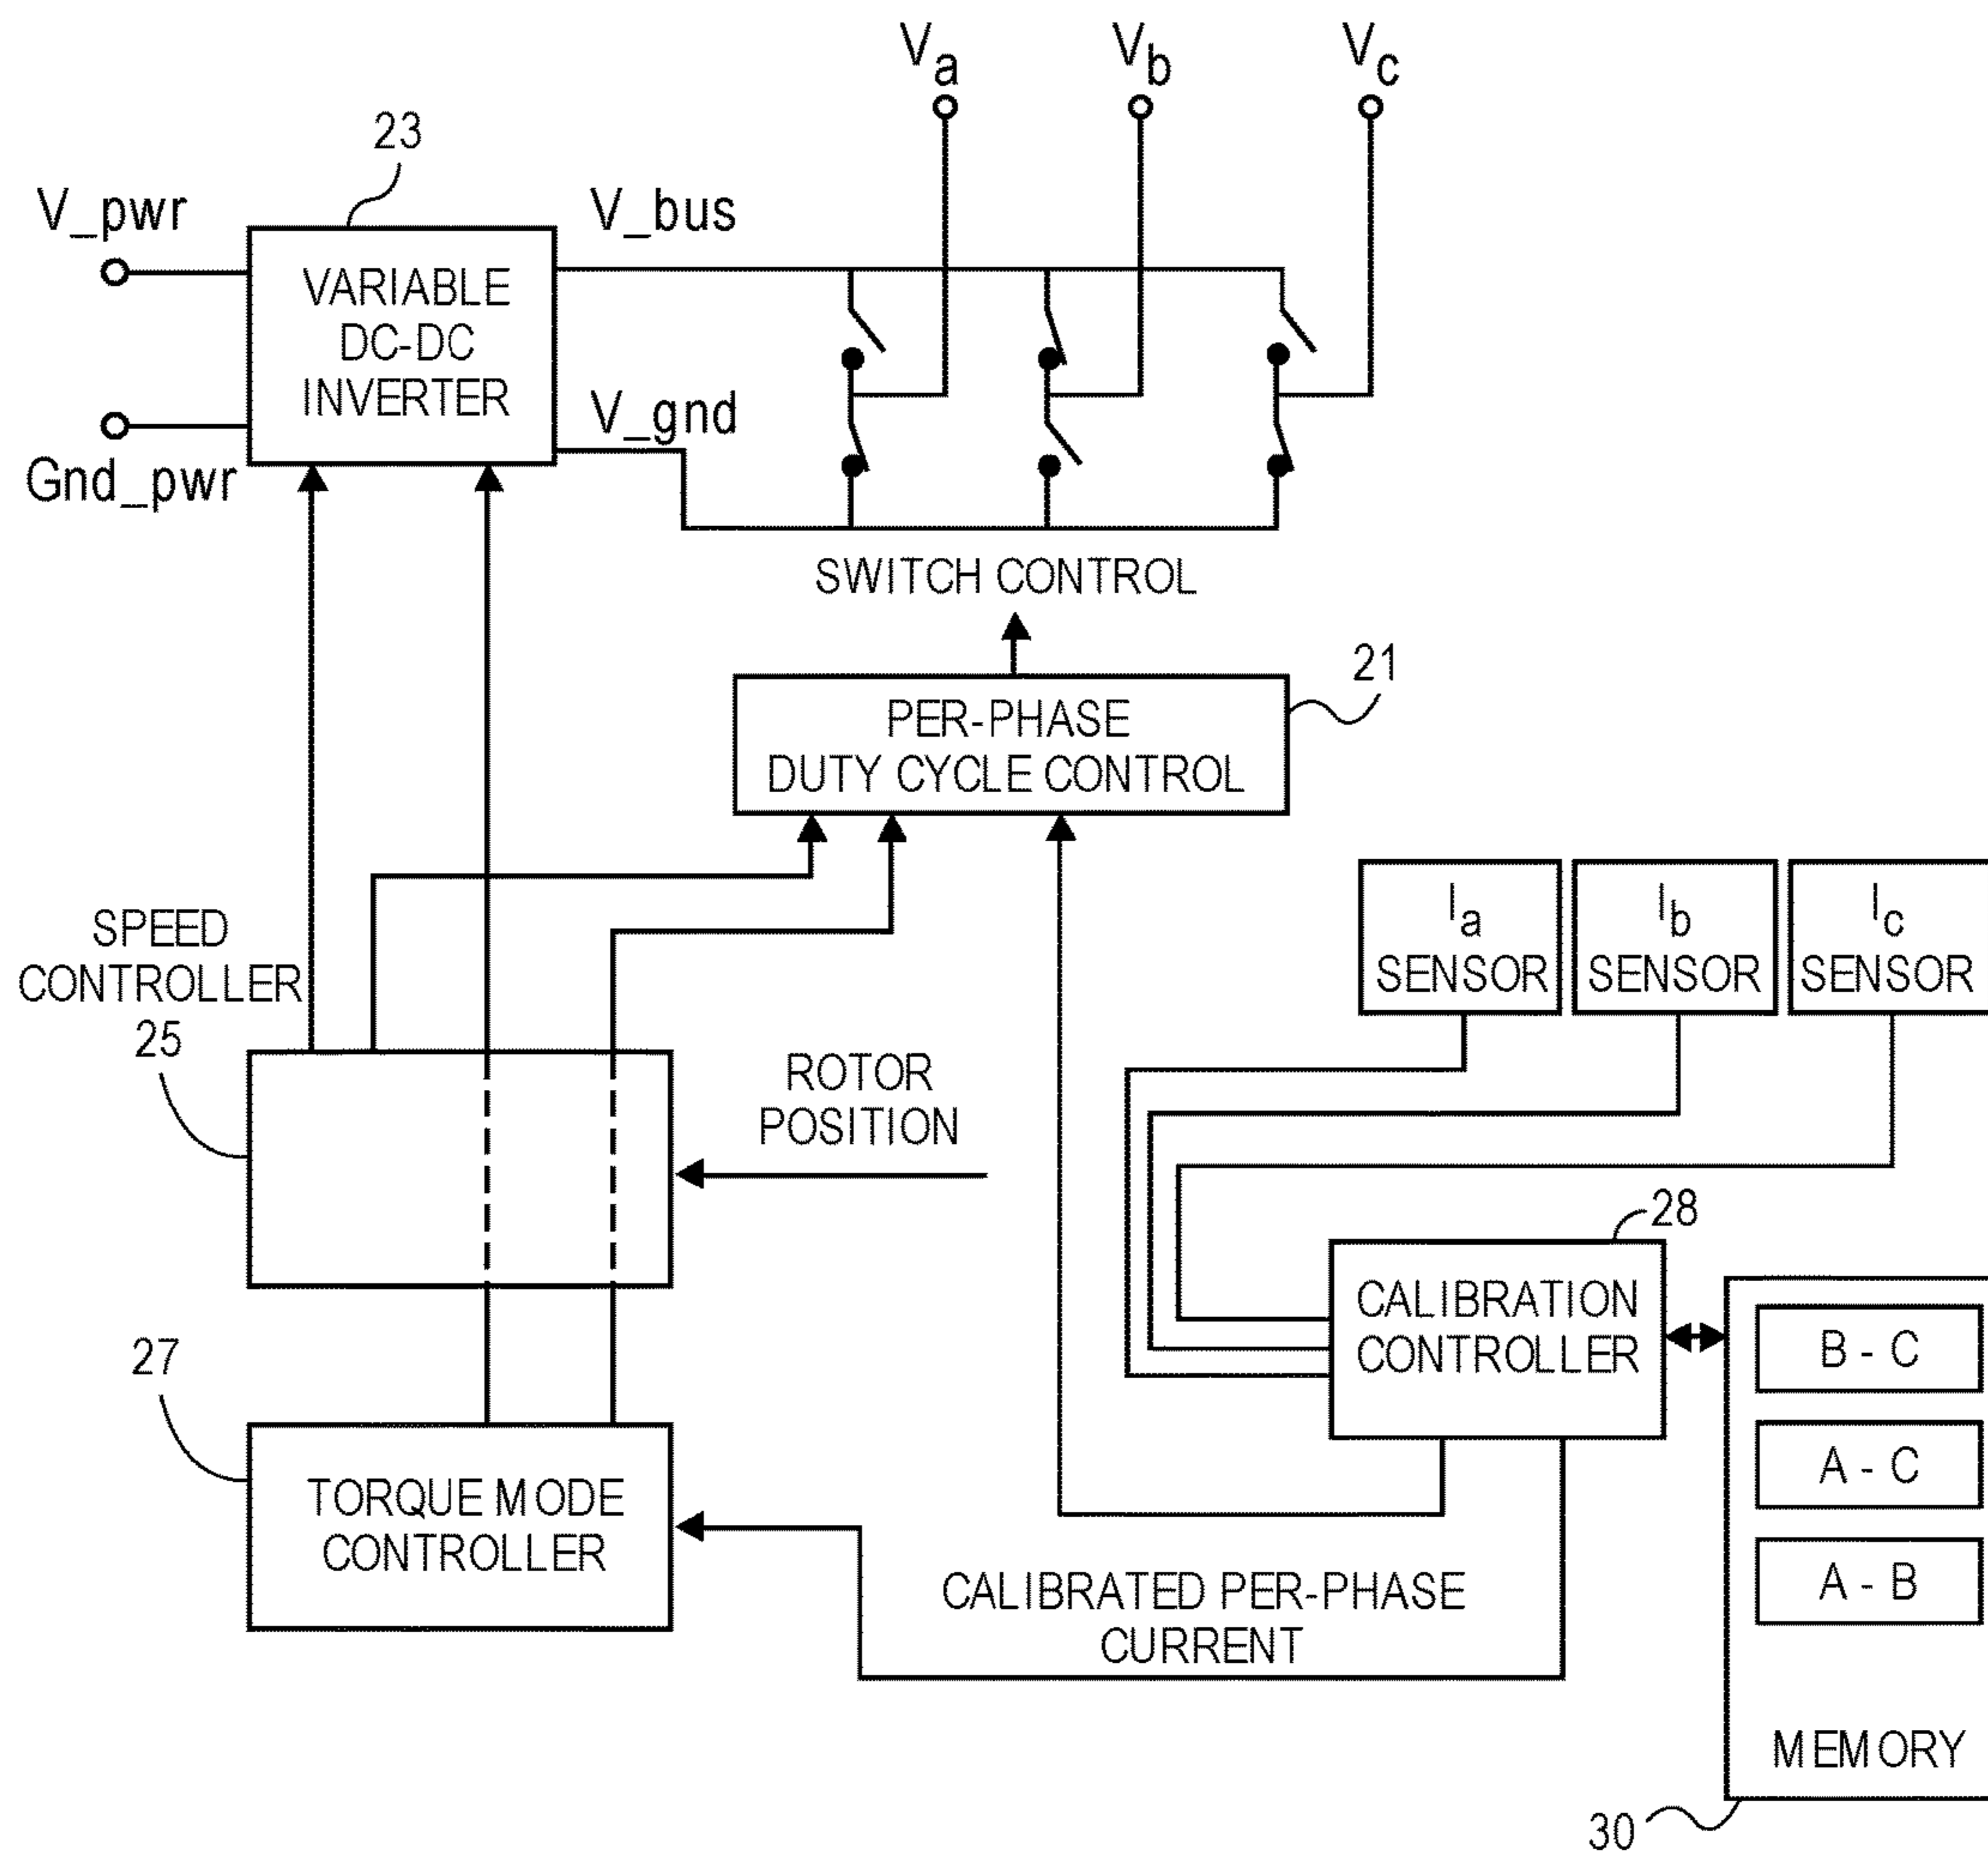 Va
Vb
Vc
23
V_pwr
V_bus
VARIABLE
DC-DC
INVERTER
V_gnd
Gnd_pwr
SWITCH CONTROL
21
PER-PHASE
DUTY CYCLE CONTROL
Ia
SENSOR
Ib
SENSOR
Ic
SENSOR
SPEED
CONTROLLER
25
ROTOR
POSITION
28
CALIBRATION
CONTROLLER
B - C
A - C
A - B
MEMORY
30
27
TORQUE MODE
CONTROLLER
CALIBRATED PER-PHASE
CURRENT